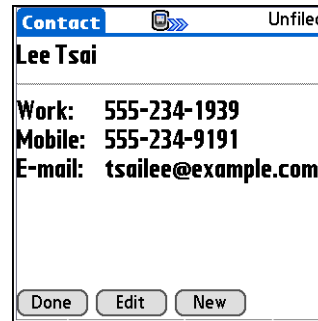 Contact Unfiled
Lee Tsai
Work: 555-234-1939
Mobile: 555-234-9191
E-mail: tsailee@example.com
Done Edit New